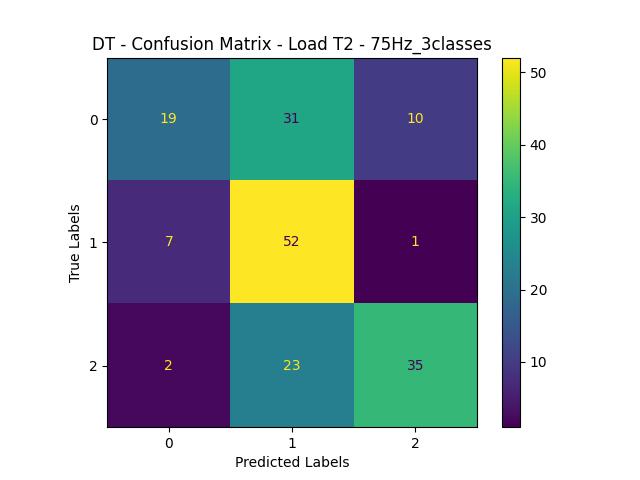 DT - Confusion Matrix - Load T2 - 75Hz_3classes
50
0 19 31 10
40
True Labels
30
1 7 52 1
20
2 2 23 35
10
0 1 2
Predicted Labels